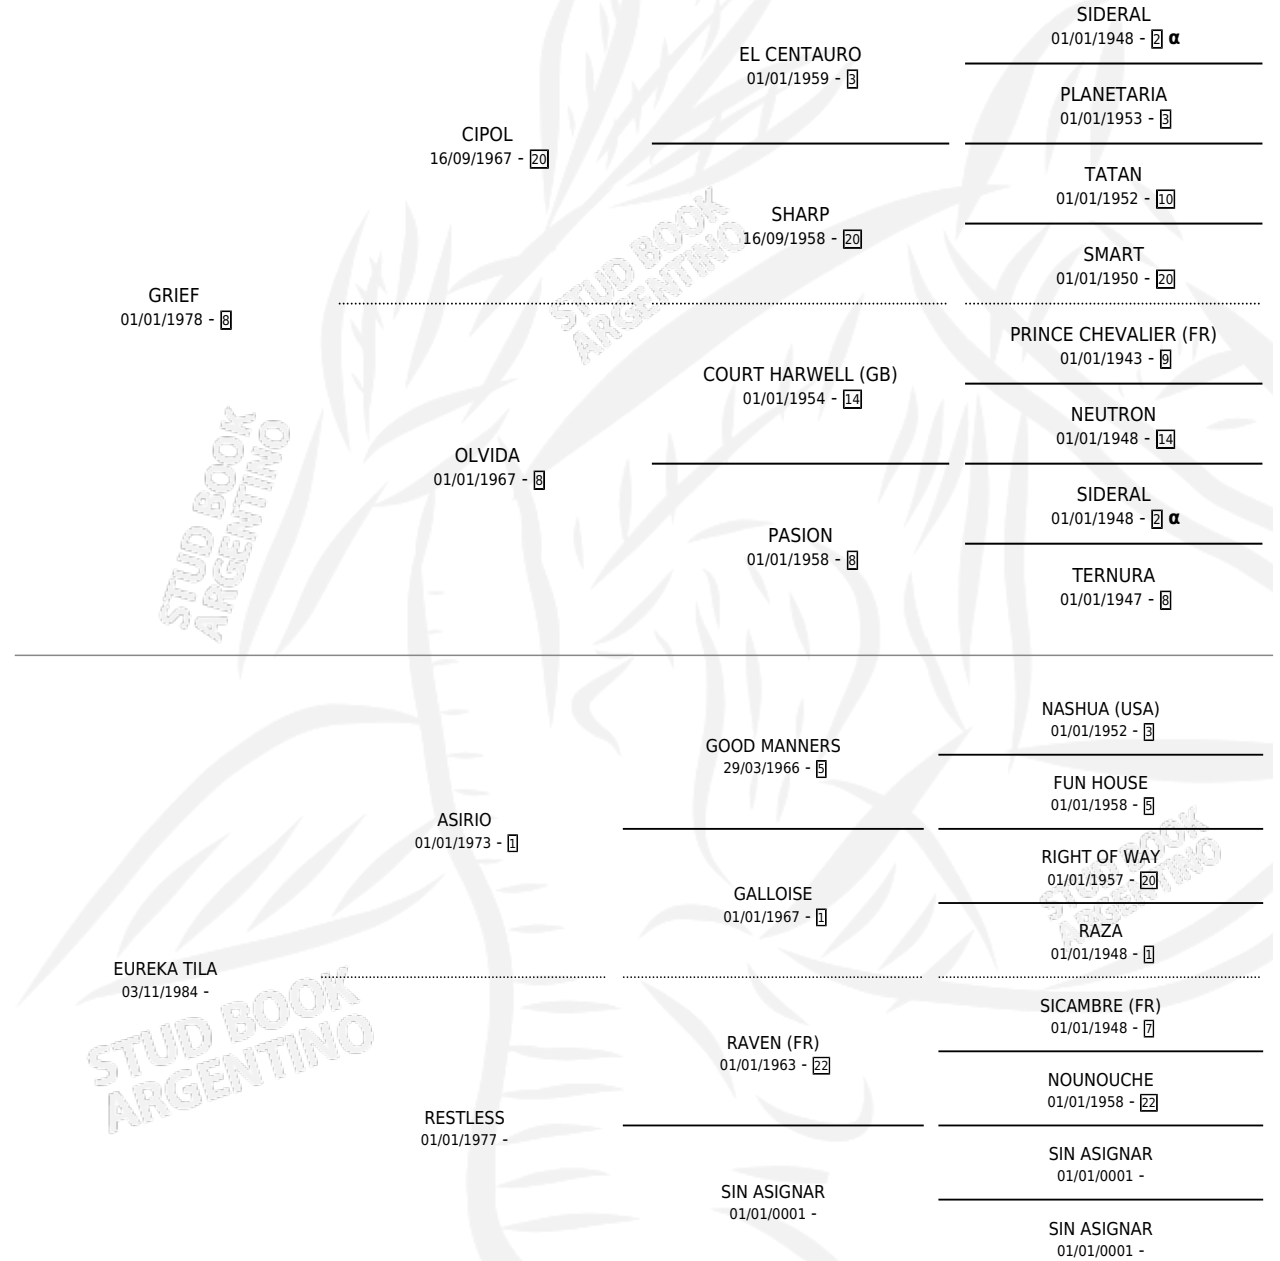 SIDERAL
01/01/1948 - 2 α
EL CENTAURO
01/01/1959 - 3
PLANETARIA
01/01/1953 - 3
CIPOL
16/09/1967 - 20
TATAN
01/01/1952 - 10
SHARP
16/09/1958 - 20
SMART
01/01/1950 - 20
GRIEF
01/01/1978 - 8
PRINCE CHEVALIER (FR)
01/01/1943 - 9
COURT HARWELL (GB)
01/01/1954 - 14
NEUTRON
01/01/1948 - 14
OLVIDA
01/01/1967 - 8
SIDERAL
01/01/1948 - 2 α
PASION
01/01/1958 - 8
TERNURA
01/01/1947 - 8
NASHUA (USA)
01/01/1952 - 3
GOOD MANNERS
29/03/1966 - 5
FUN HOUSE
01/01/1958 - 5
ASIRIO
01/01/1973 - 1
RIGHT OF WAY
01/01/1957 - 20
GALLOISE
01/01/1967 - 1
RAZA
01/01/1948 - 1
EUREKA TILA
03/11/1984 -
SICAMBRE (FR)
01/01/1948 - 7
RAVEN (FR)
01/01/1963 - 22
NOUNOUCHE
01/01/1958 - 22
RESTLESS
01/01/1977 -
SIN ASIGNAR
01/01/0001 -
SIN ASIGNAR
01/01/0001 -
SIN ASIGNAR
01/01/0001 -
STUD BOOK
ARGENTINO
STUD BOOK
ARGENTINO
STUD BOOK
ARGENTINO
STUD BOOK
ARGENTINO